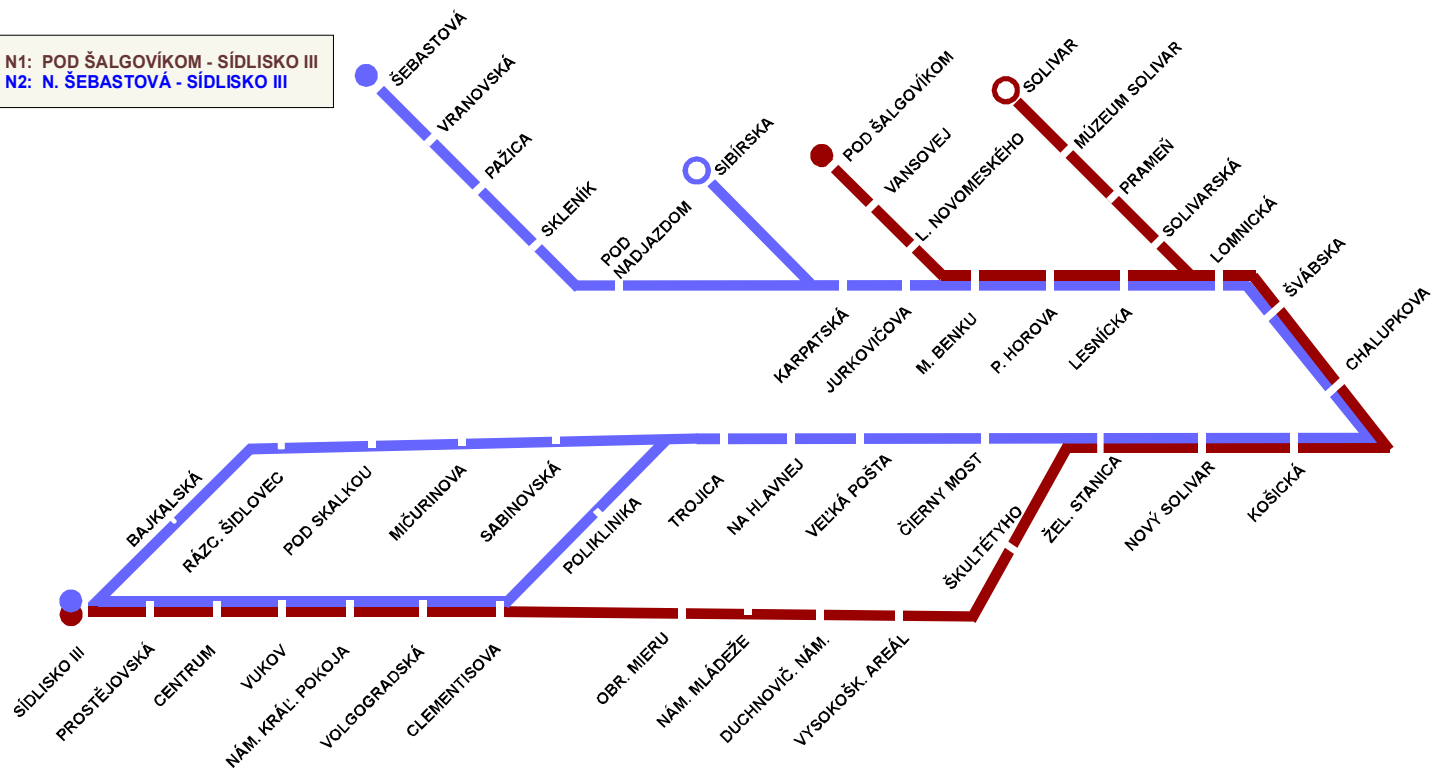 N1: POD ŠALGOVÍKOM - SÍDLISKO III
N2: N. ŠEBASTOVÁ - SÍDLISKO III
ŠEBASTOVÁ
VRANOVSKÁ
PAŽICA
SKLENÍK
POD
NADJAZDOM
SIBÍRSKA
POD ŠALGOVÍKOM
VANSOVEJ
L. NOVOMESKÉHO
SOLIVAR
MÚZEUM SOLIVAR
PRAMEŇ
SOLIVARSKÁ
LOMNICKÁ
ŠVÁBSKA
CHALUPKOVA
KARPATSKÁ
JURKOVIČOVA
M. BENKU
P. HOROVA
LESNÍCKA
BAJKALSKÁ
RÁZC. ŠIDLOVEC
POD SKALKOU
MIČURINOVA
SABINOVSKÁ
POLIKLINIKA
TROJICA
NA HLAVNEJ
VEĽKÁ POŠTA
ČIERNY MOST
ŠKULTÉTYHO
ŽEL. STANICA
NOVÝ SOLIVAR
KOŠICKÁ
SÍDLISKO III
PROSTĚJOVSKÁ
CENTRUM
VUKOV
NÁM. KRÁĽ. POKOJA
VOLGOGRADSKÁ
CLEMENTISOVA
OBR. MIERU
NÁM. MLÁDEŽE
DUCHNOVIČ. NÁM.
VYSOKOŠK. AREÁL